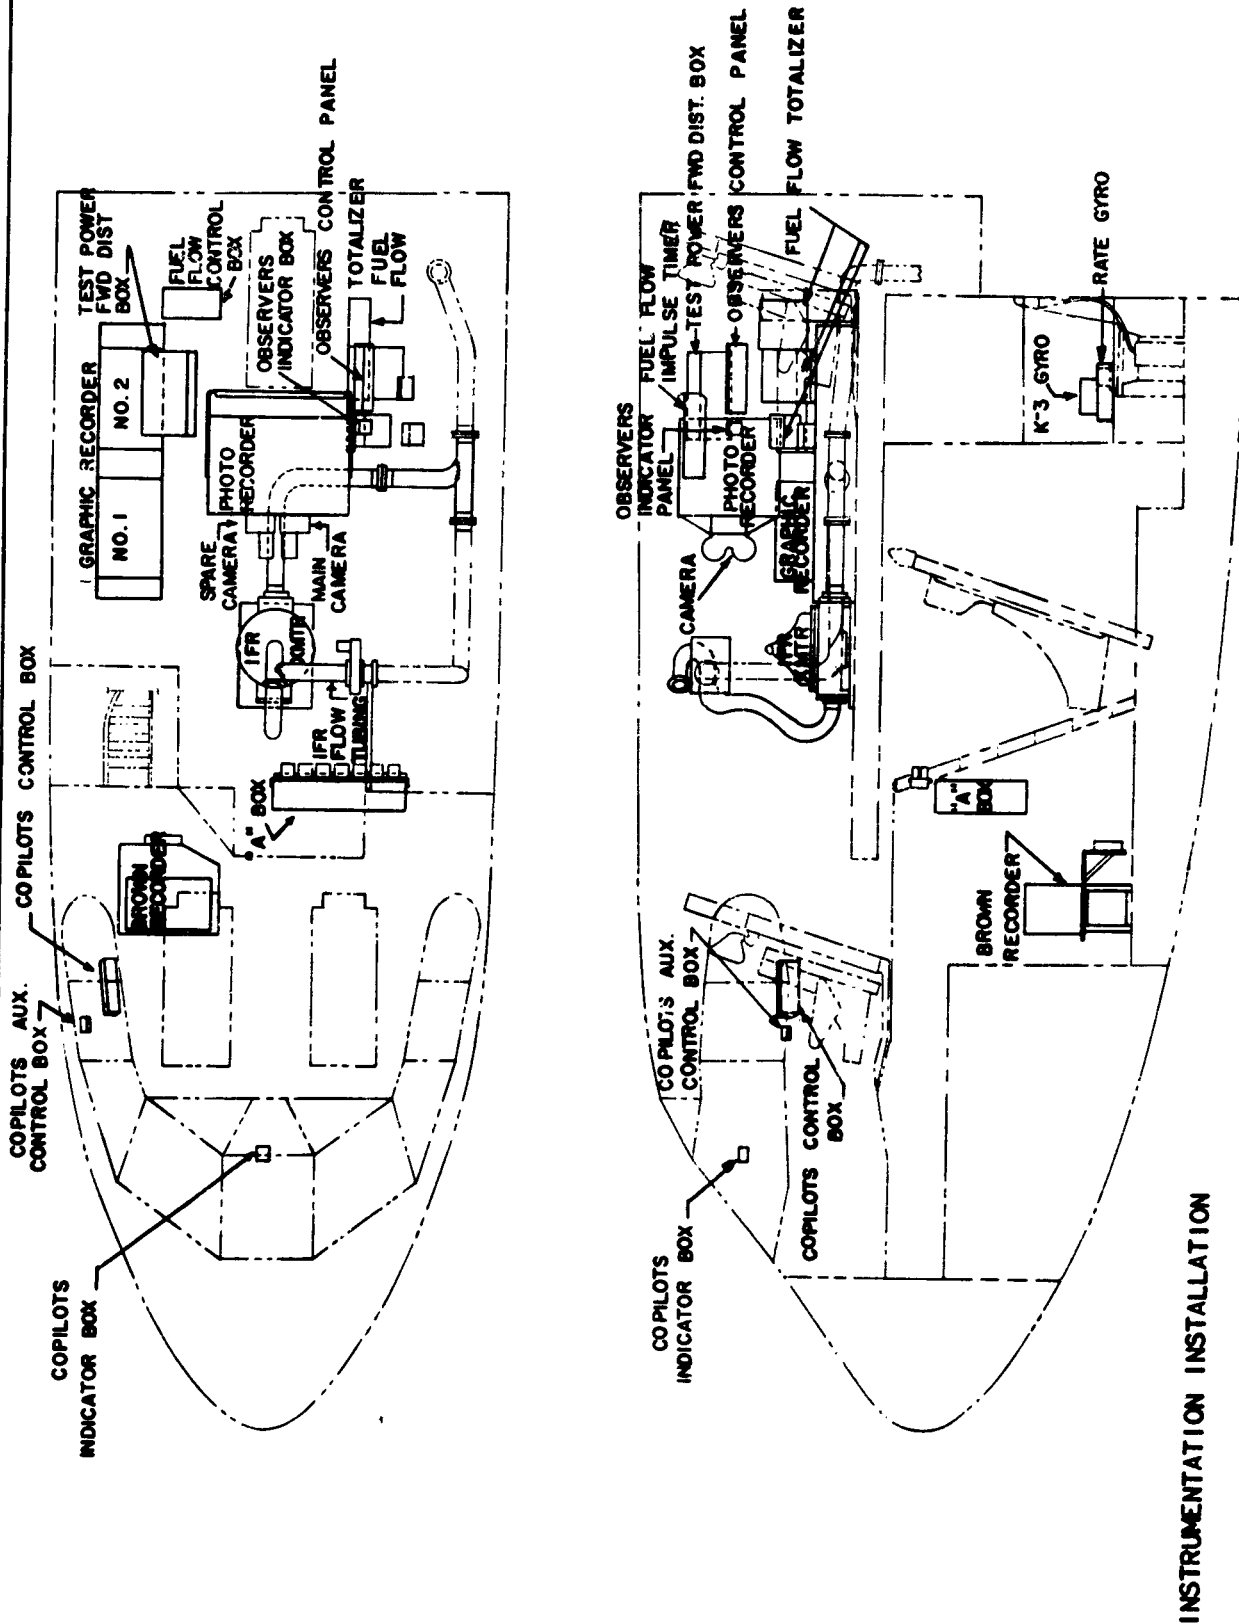 COPILOTS
INDICATOR BOX
COPILOTS AUX.
CONTROL BOX
COPILOTS CONTROL BOX
BROWN
RECORDER
"A" BOX
IFR
FLOW
TUBING
IFR
XMTR
SPARE
CAMERA
MAIN
CAMERA
PHOTO
RECORDER
GRAPHIC RECORDER
NO. 1
NO. 2
TEST POWER
FWD DIST
BOX
FUEL
FLOW
CONTROL
BOX
OBSERVERS
INDICATOR BOX
OBSERVERS CONTROL PANEL
TOTALIZER
FUEL
FLOW
COPILOTS
INDICATOR BOX
COPILOTS AUX.
CONTROL BOX
COPILOTS CONTROL
BOX
BROWN
RECORDER
"A"
BOX
IFR
XMTR
CAMERA
GRAPHIC
RECORDER
PHOTO
RECORDER
OBSERVERS
INDICATOR
PANEL
FUEL FLOW
IMPULSE TIMER
TEST POWER FWD DIST. BOX
OBSERVERS CONTROL PANEL
FUEL FLOW TOTALIZER
K-3 GYRO
RATE GYRO
INSTRUMENTATION INSTALLATION